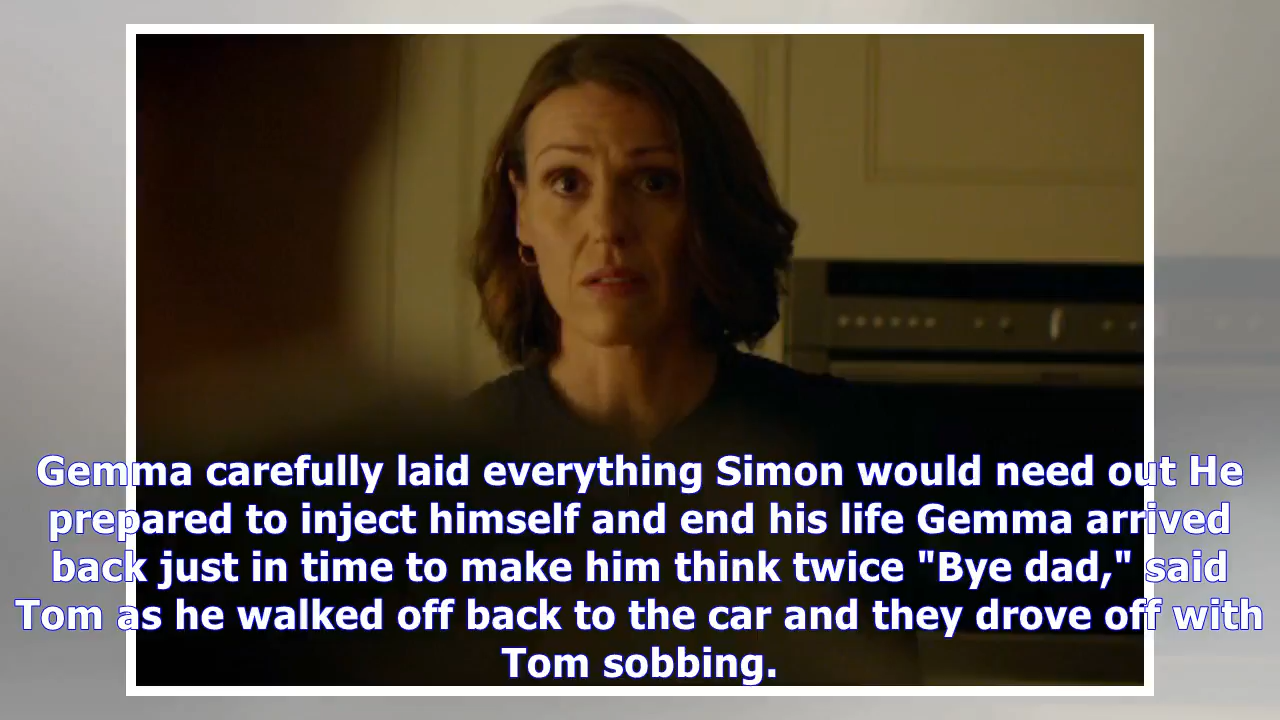 Gemma carefully laid everything Simon would need out He
prepared to inject himself and end his life Gemma arrived
back just in time to make him think twice "Bye dad," said
Tom as he walked off back to the car and they drove off with
Tom sobbing.